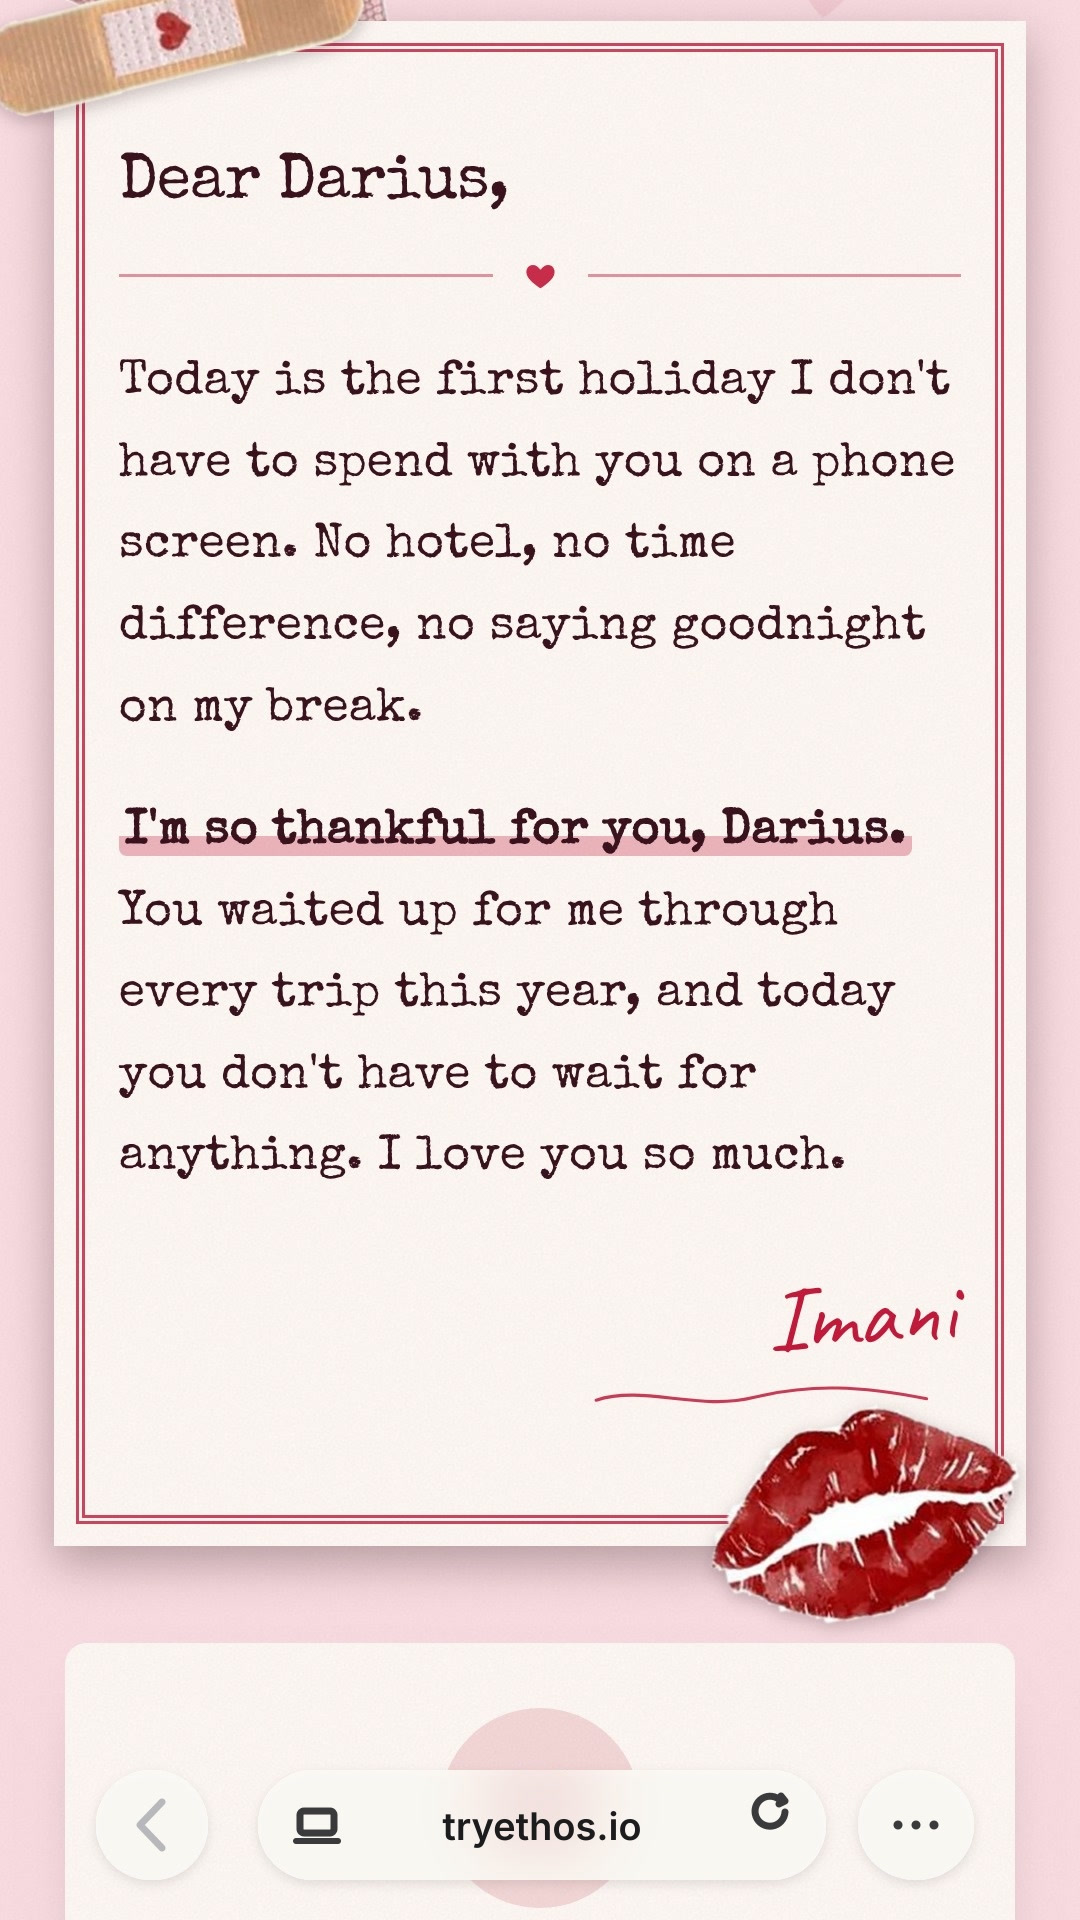 Dear Darius,
Today is the first holiday I don't
have to spend with you on a phone
screen. No hotel, no time
difference, no saying goodnight
on my break.
I'm so thankful for you, Darius.
You waited up for me through
every trip this year, and today
you don't have to wait for
anything. I love you so much.
Imani
tryethos.io